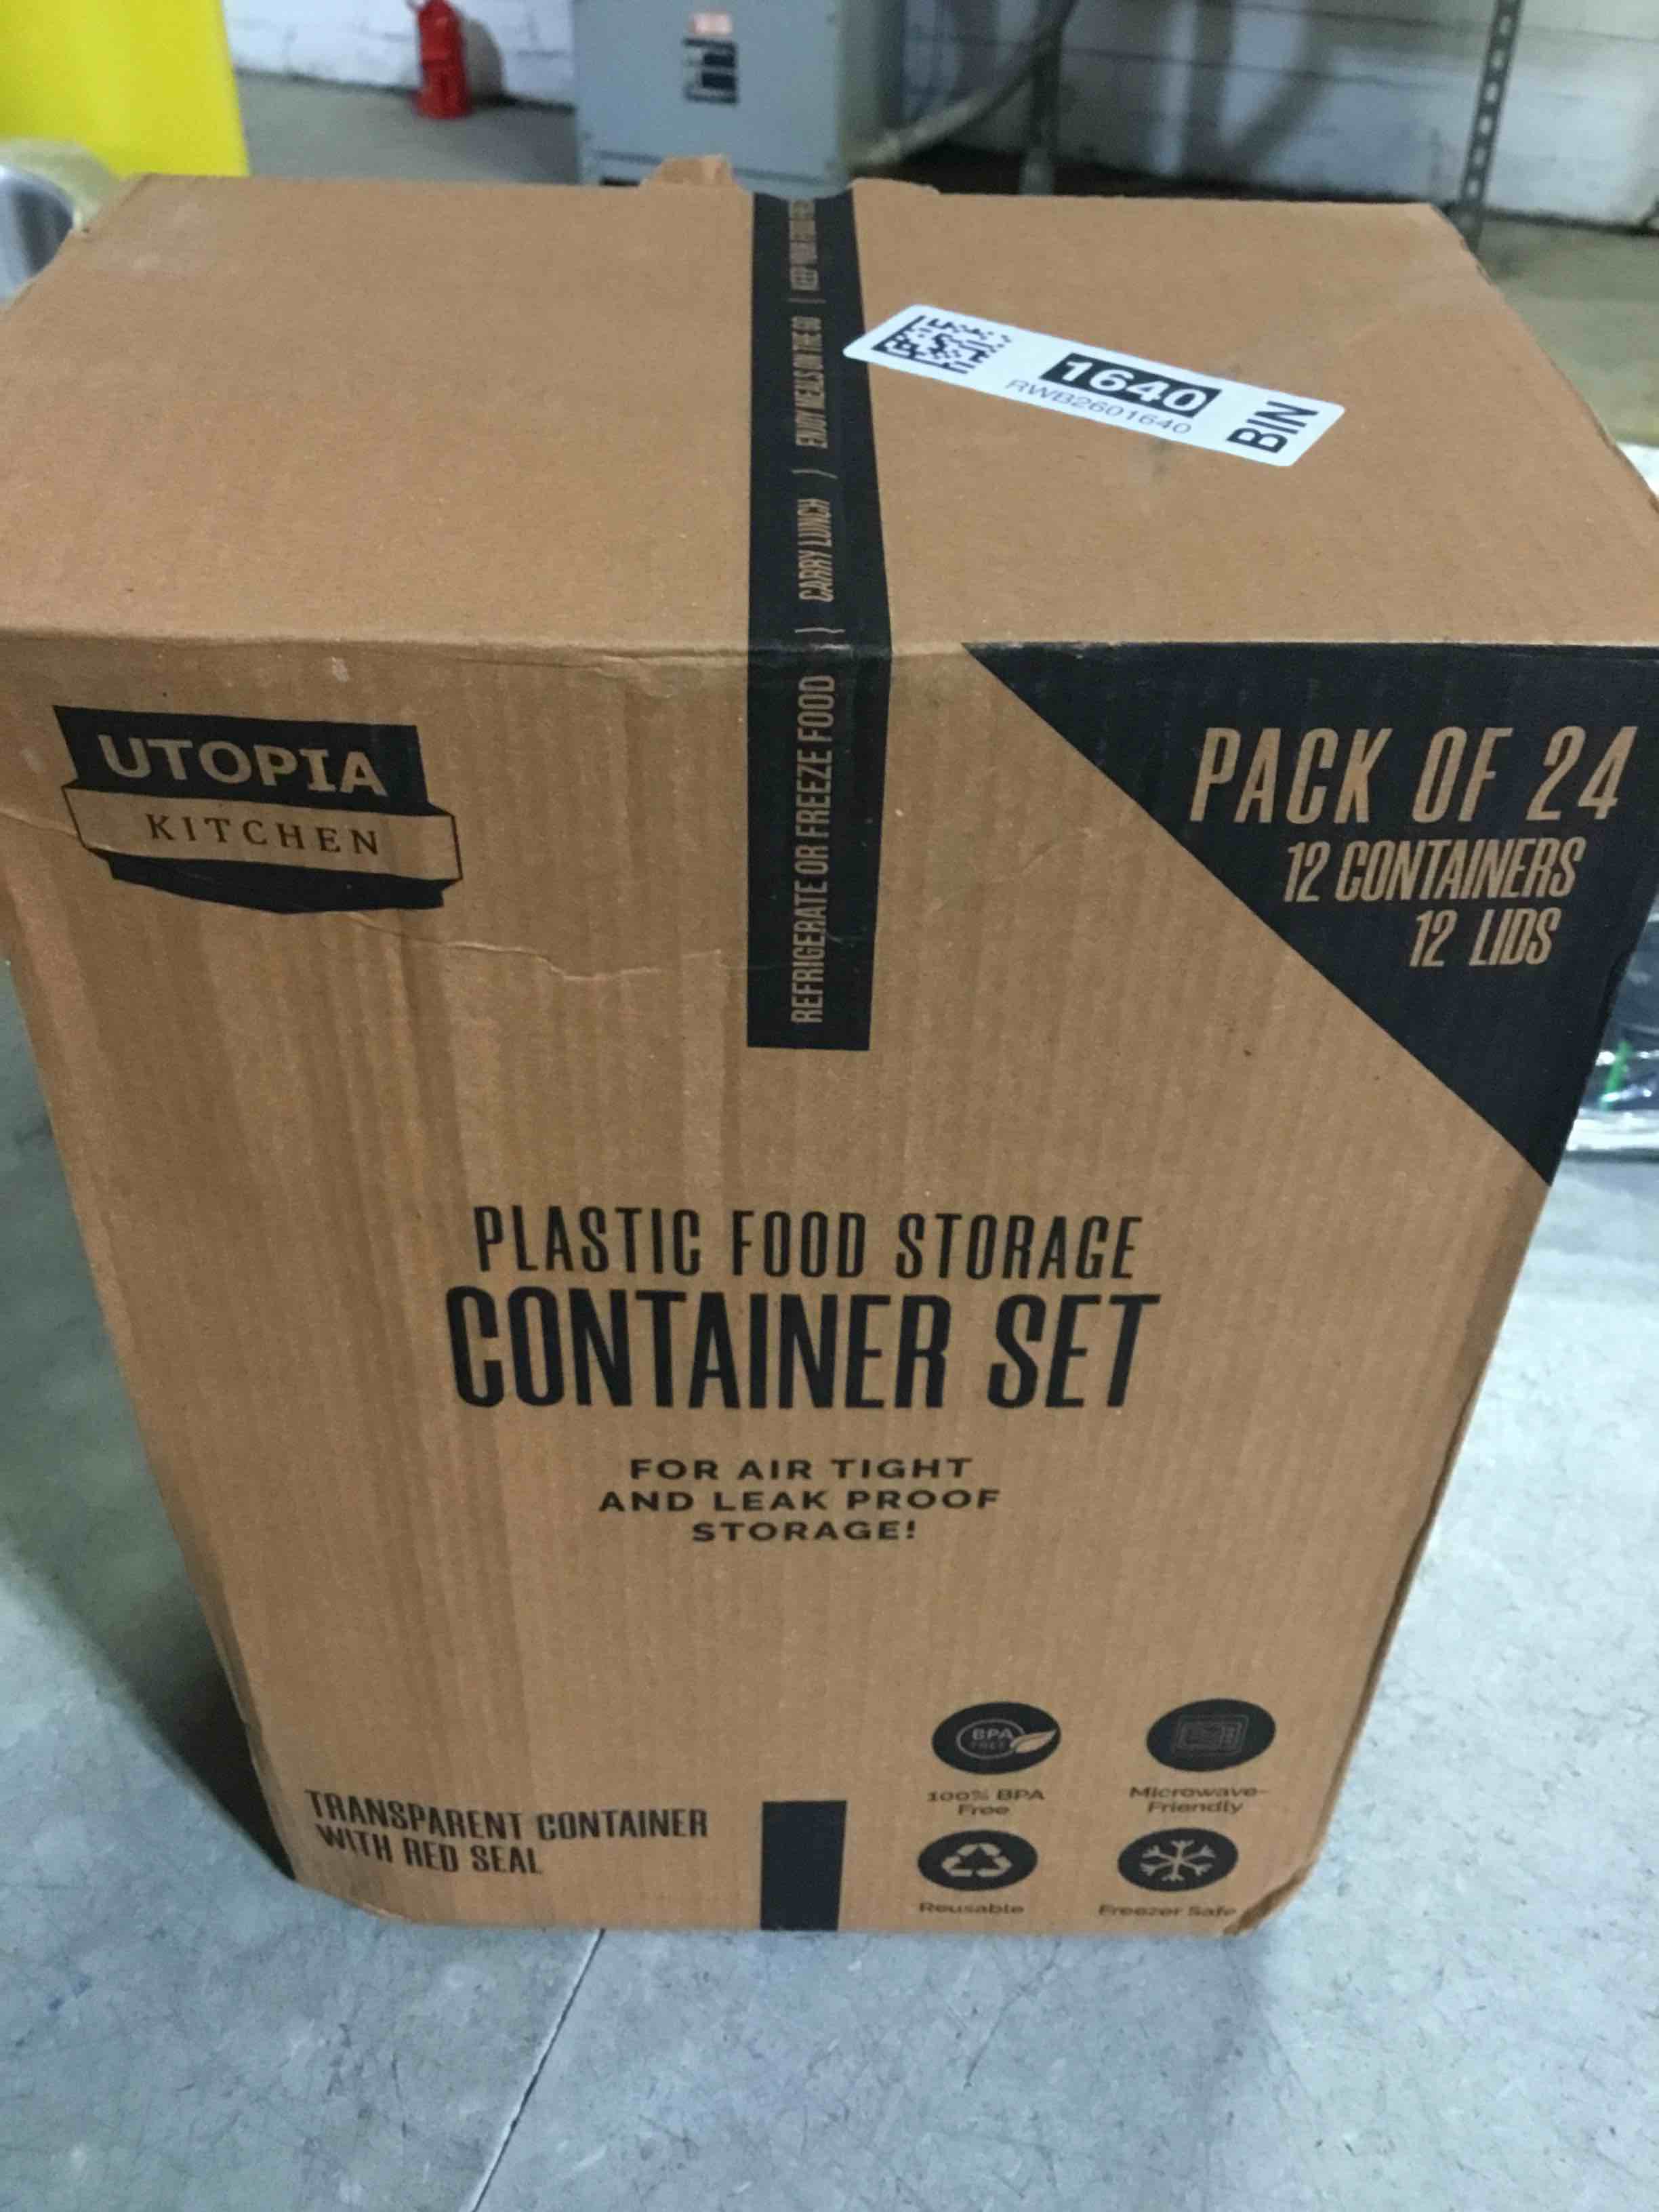 KEEP YOUR FOOD
ENJOY MEALS ON THE GO |
CARRY LUNCH |
REFRIGERATE OR FREEZE FOOD |
1640
RWB2601640
BIN
UTOPIA
KITCHEN
PACK OF 24
12 CONTAINERS
12 LIDS
PLASTIC FOOD STORAGE
CONTAINER SET
FOR AIR TIGHT
AND LEAK PROOF
STORAGE!
TRANSPARENT CONTAINER
WITH RED SEAL
BPA
FREE
100% BPA
Free
Microwave-
Friendly
Reusable
Freezer Safe